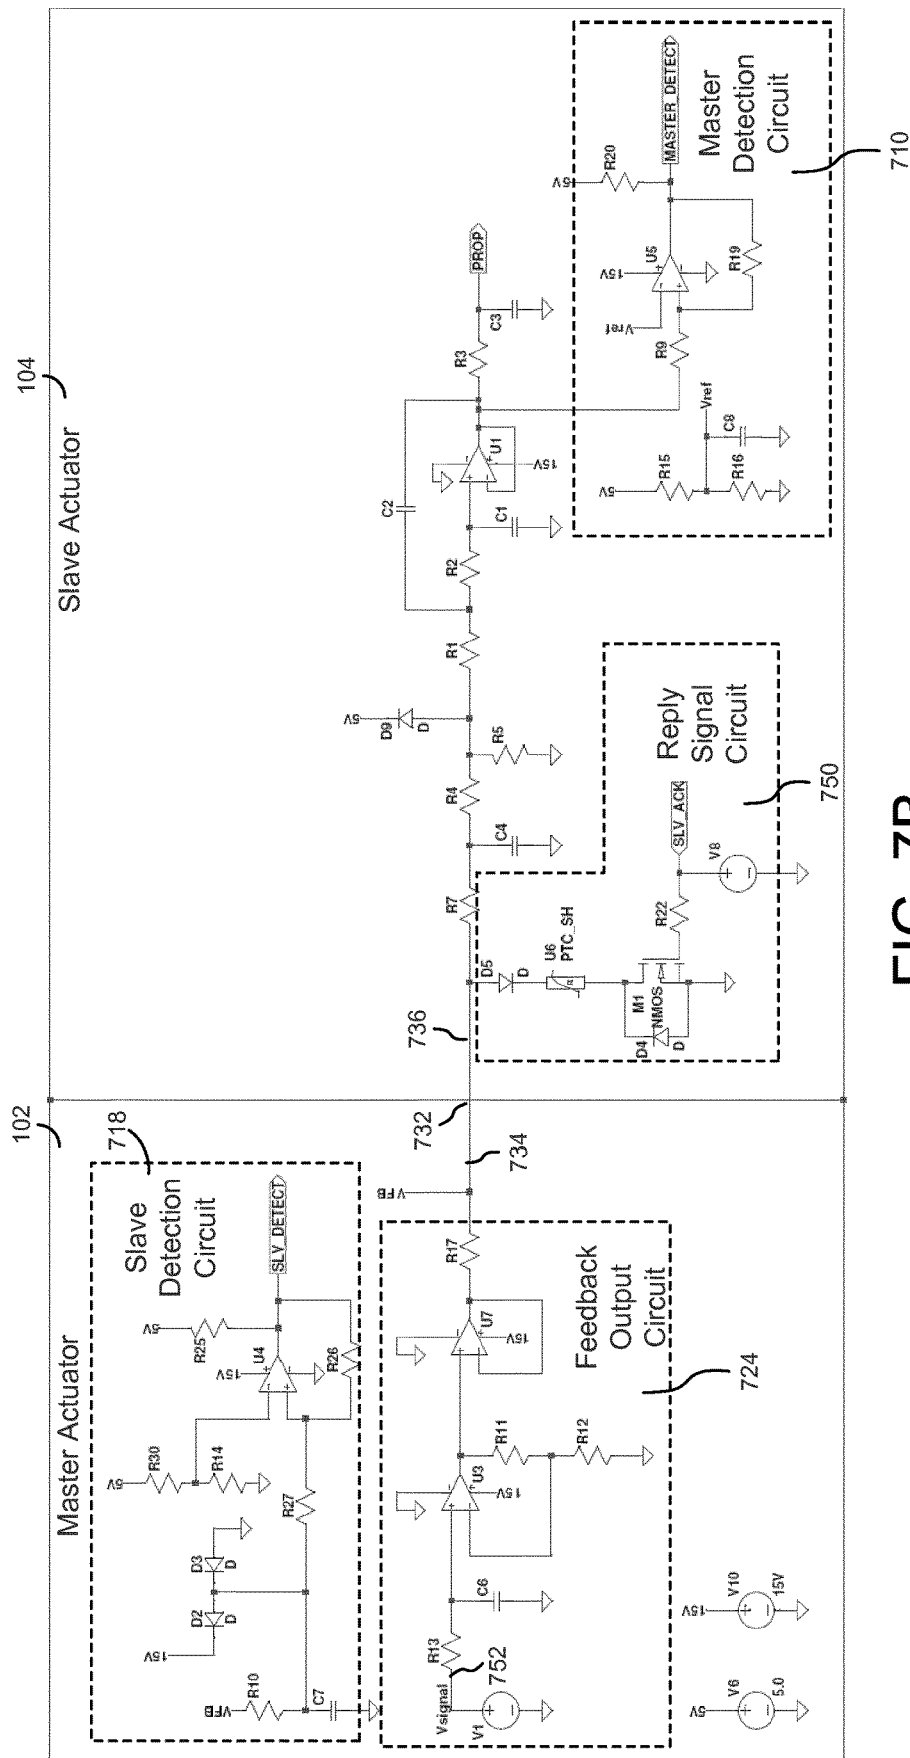 Master Actuator
102
Slave Actuator
104
718
Slave
Detection
Circuit
15V
D2
D
D3
D
VFB
R10
C7
R27
5V
R30
R14
15V
U4
5V
R25
R26
SLV_DETECT
Feedback
Output
Circuit
724
Vsignal
752
V1
R13
C6
U3
15V
R11
R12
U7
15V
R17
VFB
734
732
736
5V
V6
5.0
15V
V10
15V
Reply
Signal
Circuit
750
D5
D
U6
PTC_SH
M1
NMOS
D4
D
R22
SLV_ACK
V8
R7
C4
R4
R5
5V
D9
D
R1
R2
C2
C1
U1
15V
R3
C3
PROP
Master
Detection
Circuit
710
5V
R15
R16
Vref
C8
R9
Vref
15V
U5
R19
5V
R20
MASTER_DETECT